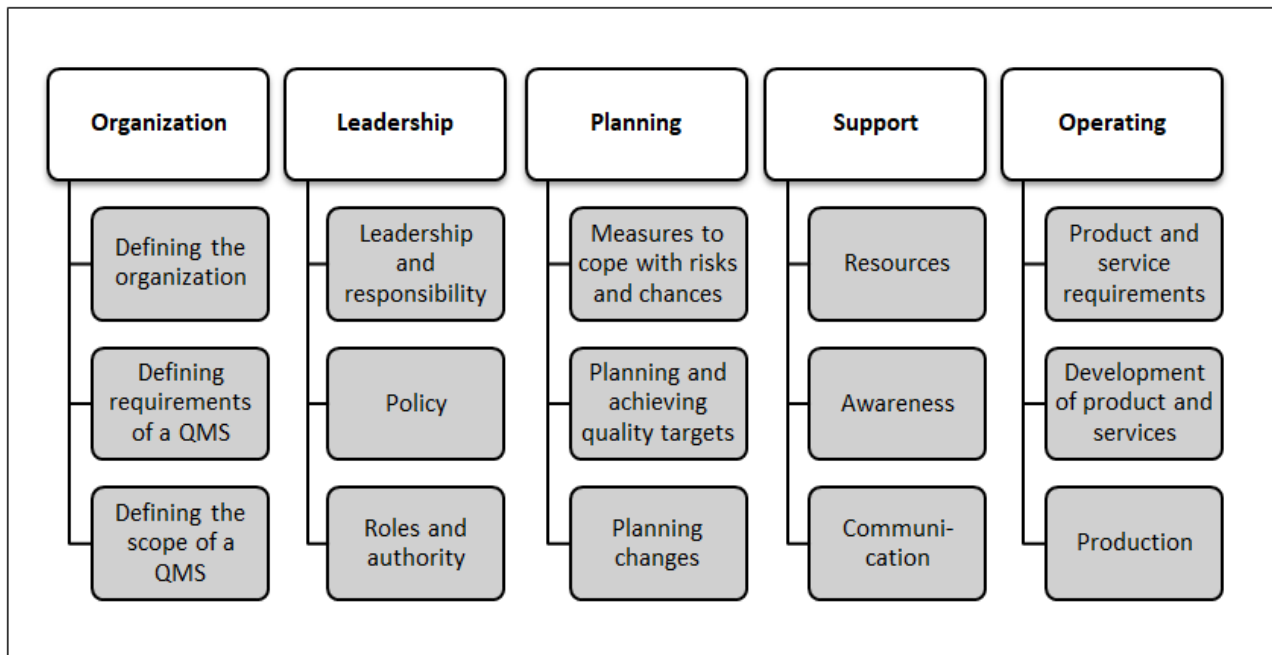 Organization
Defining the
organization
Defining
requirements
of a QMS
Defining the
scope of a
QMS
Leadership
Leadership
and
responsibility
Policy
Roles and
authority
Planning
Measures to
cope with risks
and chances
Planning and
achieving
quality targets
Planning
changes
Support
Resources
Awareness
Communi-
cation
Operating
Product and
service
requirements
Development
of product and
services
Production